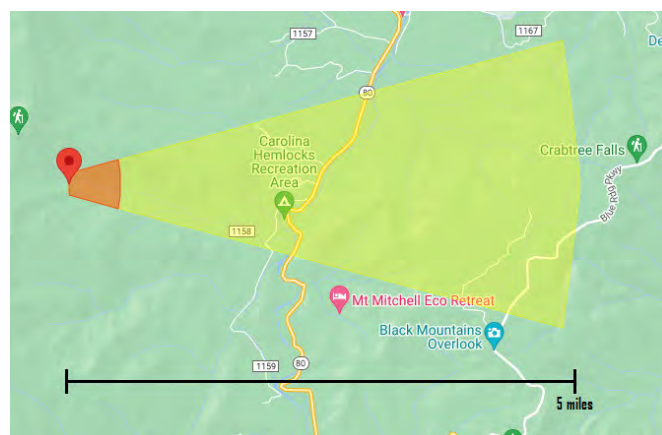 1157
1167
De
80
Carolina
Hemlocks
Recreation
Area
Crabtree Falls
Blue Rdg Pkwy
1158
Mt Mitchell Eco Retreat
Black Mountains
Overlook
80
1159
5 miles